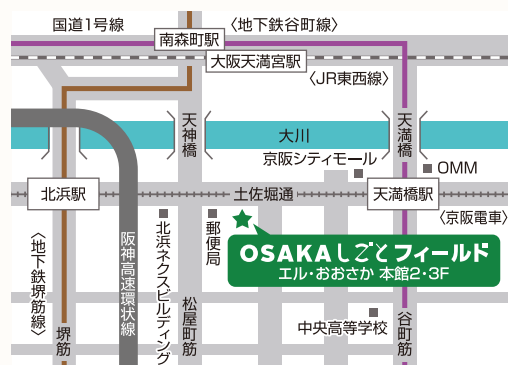 国道1号線
〈地下鉄谷町線〉
南森町駅
大阪天満宮駅
〈JR東西線〉
天神橋
大川
天満橋
京阪シティモール
OMM
北浜駅
土佐堀通
天満橋駅
〈京阪電車〉
〈地下鉄堺筋線〉
阪神高速環状線
北浜ネクスビルディング
郵便局
OSAKAしごとフィールド
エル・おおさか 本館2・3F
松屋町筋
中央高等学校
堺筋
谷町筋